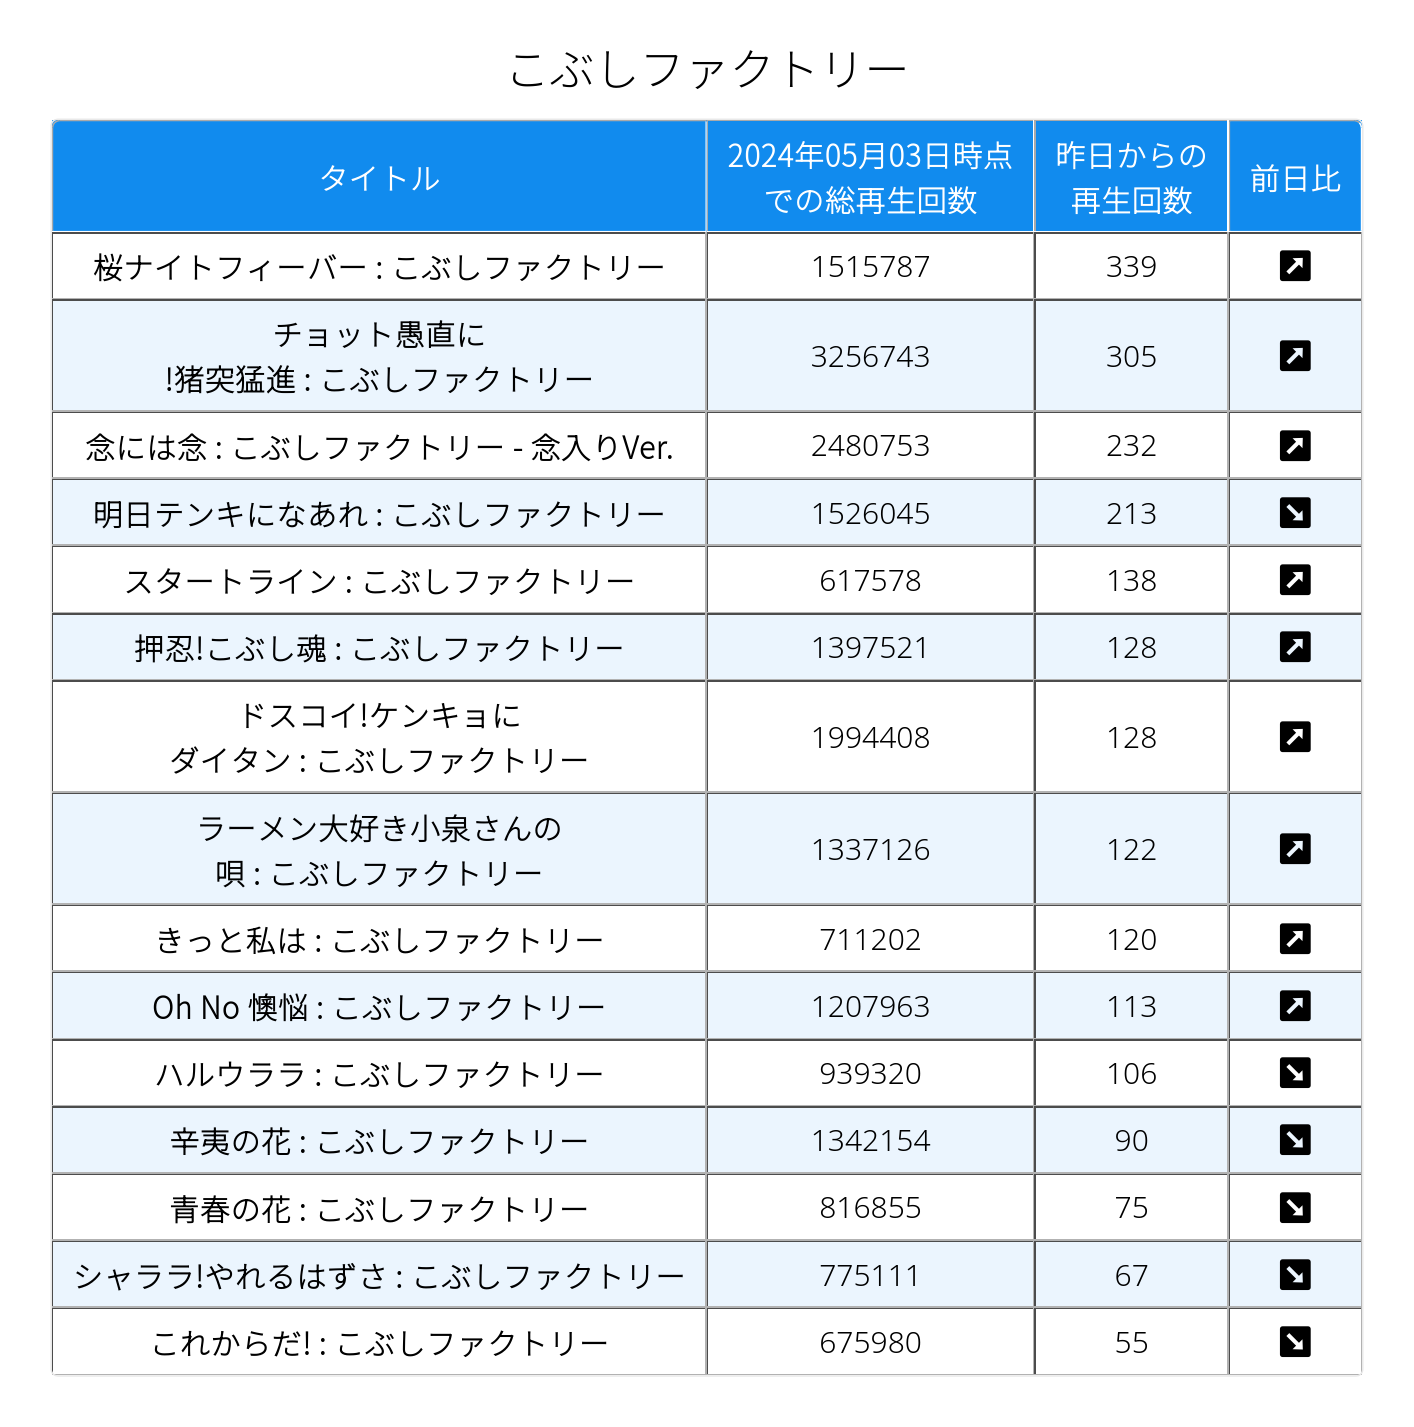 こぶしファクトリー
タイトル
2024年05月03日時点
での総再生回数
昨日からの
再生回数
前日比
桜ナイトフィーバー : こぶしファクトリー 1515787 339
チョット愚直に
!猪突猛進 : こぶしファクトリー 3256743 305
念には念 : こぶしファクトリー - 念入りVer. 2480753 232
明日テンキになあれ : こぶしファクトリー 1526045 213
スタートライン : こぶしファクトリー 617578 138
押忍!こぶし魂 : こぶしファクトリー 1397521 128
ドスコイ!ケンキョに
ダイタン : こぶしファクトリー 1994408 128
ラーメン大好き小泉さんの
唄 : こぶしファクトリー 1337126 122
きっと私は : こぶしファクトリー 711202 120
Oh No 懊悩 : こぶしファクトリー 1207963 113
ハルウララ : こぶしファクトリー 939320 106
辛夷の花 : こぶしファクトリー 1342154 90
青春の花 : こぶしファクトリー 816855 75
シャララ!やれるはずさ : こぶしファクトリー 775111 67
これからだ! : こぶしファクトリー 675980 55